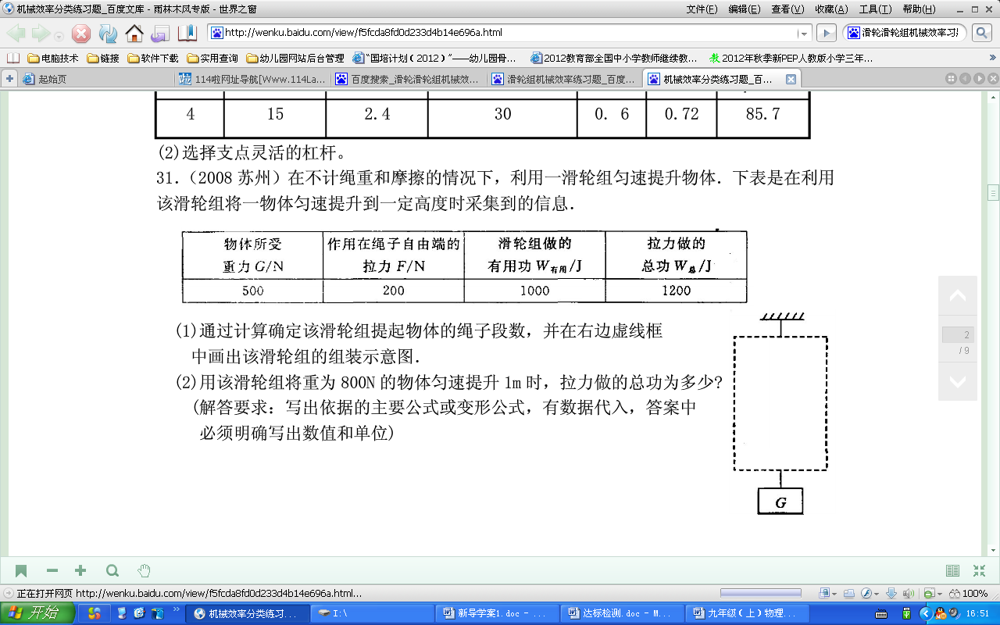 机械效率分类练习题_百度文库 - 雨林木风专版 - 世界之窗
文件(F) 编辑(E) 查看(V) 收藏(A) 工具(T) 帮助(H)
http://wenku.baidu.com/view/f5fcda8fd0d233d4b14e696a.html
滑轮滑轮组机械效率习
电脑技术 链接 软件下载 实用查询 幼儿园网站后台管理 “国培计划（2012）”——幼儿园骨... 2012教育部全国中小学教师继续教... 2012年秋季新PEP人教版小学三年...
起始页 114啦网址导航[Www.114La... 百度搜索_滑轮滑轮组机械效... 滑轮组机械效率练习题_百度... 机械效率分类练习题_百...
4 15 2.4 30 0. 6 0.72 85.7
(2)选择支点灵活的杠杆。
31.（2008 苏州）在不计绳重和摩擦的情况下，利用一滑轮组匀速提升物体．下表是在利用
该滑轮组将一物体匀速提升到一定高度时采集到的信息．
物体所受 作用在绳子自由端的 滑轮组做的 拉力做的
重力 G/N 拉力 F/N 有用功 W有用/J 总功 W总/J
500 200 1000 1200
(1)通过计算确定该滑轮组提起物体的绳子段数，并在右边虚线框
中画出该滑轮组的组装示意图．
(2)用该滑轮组将重为 800N 的物体匀速提升 1m 时，拉力做的总功为多少?
(解答要求：写出依据的主要公式或变形公式，有数据代入，答案中
必须明确写出数值和单位)
G
2
/ 9
正在打开网页 http://wenku.baidu.com/view/f5fcda8fd0d233d4b14e696a.html...
100%
开始 机械效率分类练习... I:\ 新导学案1.doc - ... 达标检测.doc - M... 九年级（上）物理... 16:51